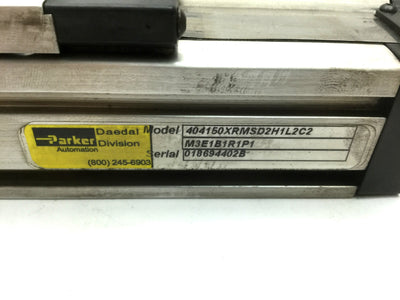 Parker Daedal Model 404150XRMSD2H1L2C2
Automation Division M3E1B1R1P1
(800) 245-6903 Serial 018694402B